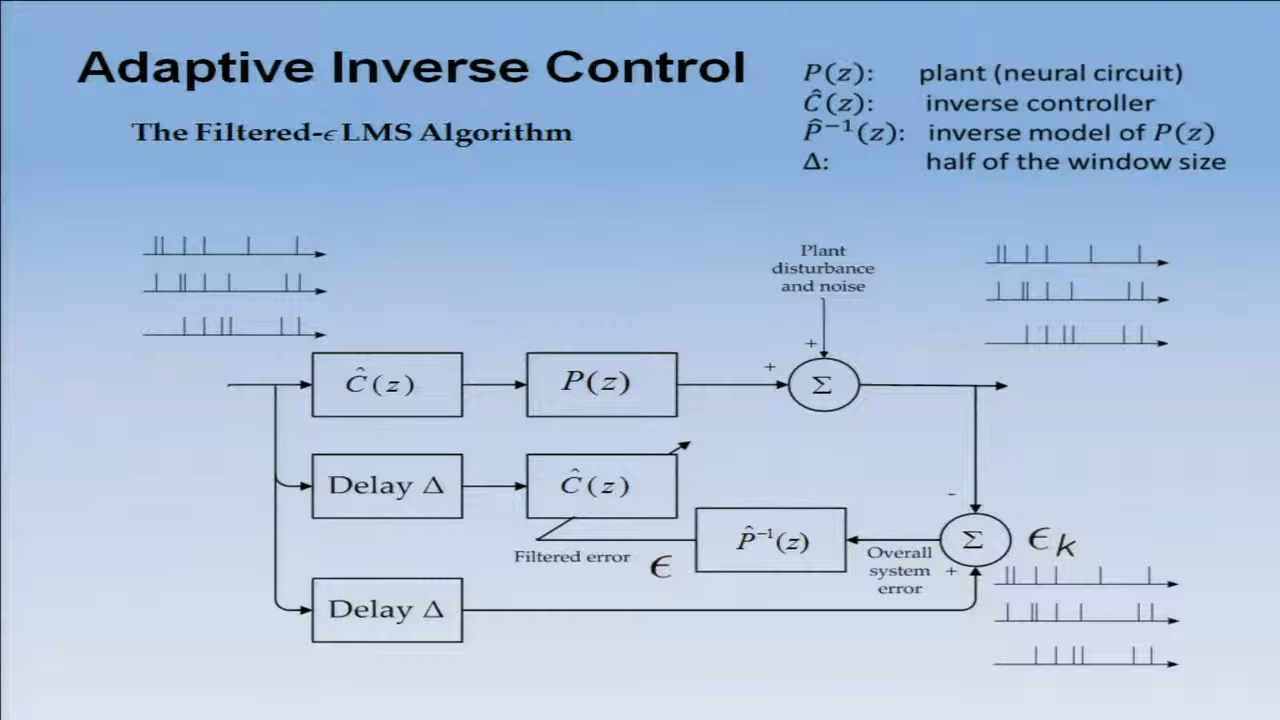 Adaptive Inverse Control
The Filtered-ϵ LMS Algorithm
P(z): plant (neural circuit)
Ĉ(z): inverse controller
P̂⁻¹(z): inverse model of P(z)
Δ: half of the window size
Plant
disturbance
and noise
+
+
Ĉ(z)
P(z)
Σ
Delay Δ
Ĉ(z)
-
P̂⁻¹(z)
Σ
ϵk
Filtered error
ϵ
Overall
system
error
+
Delay Δ